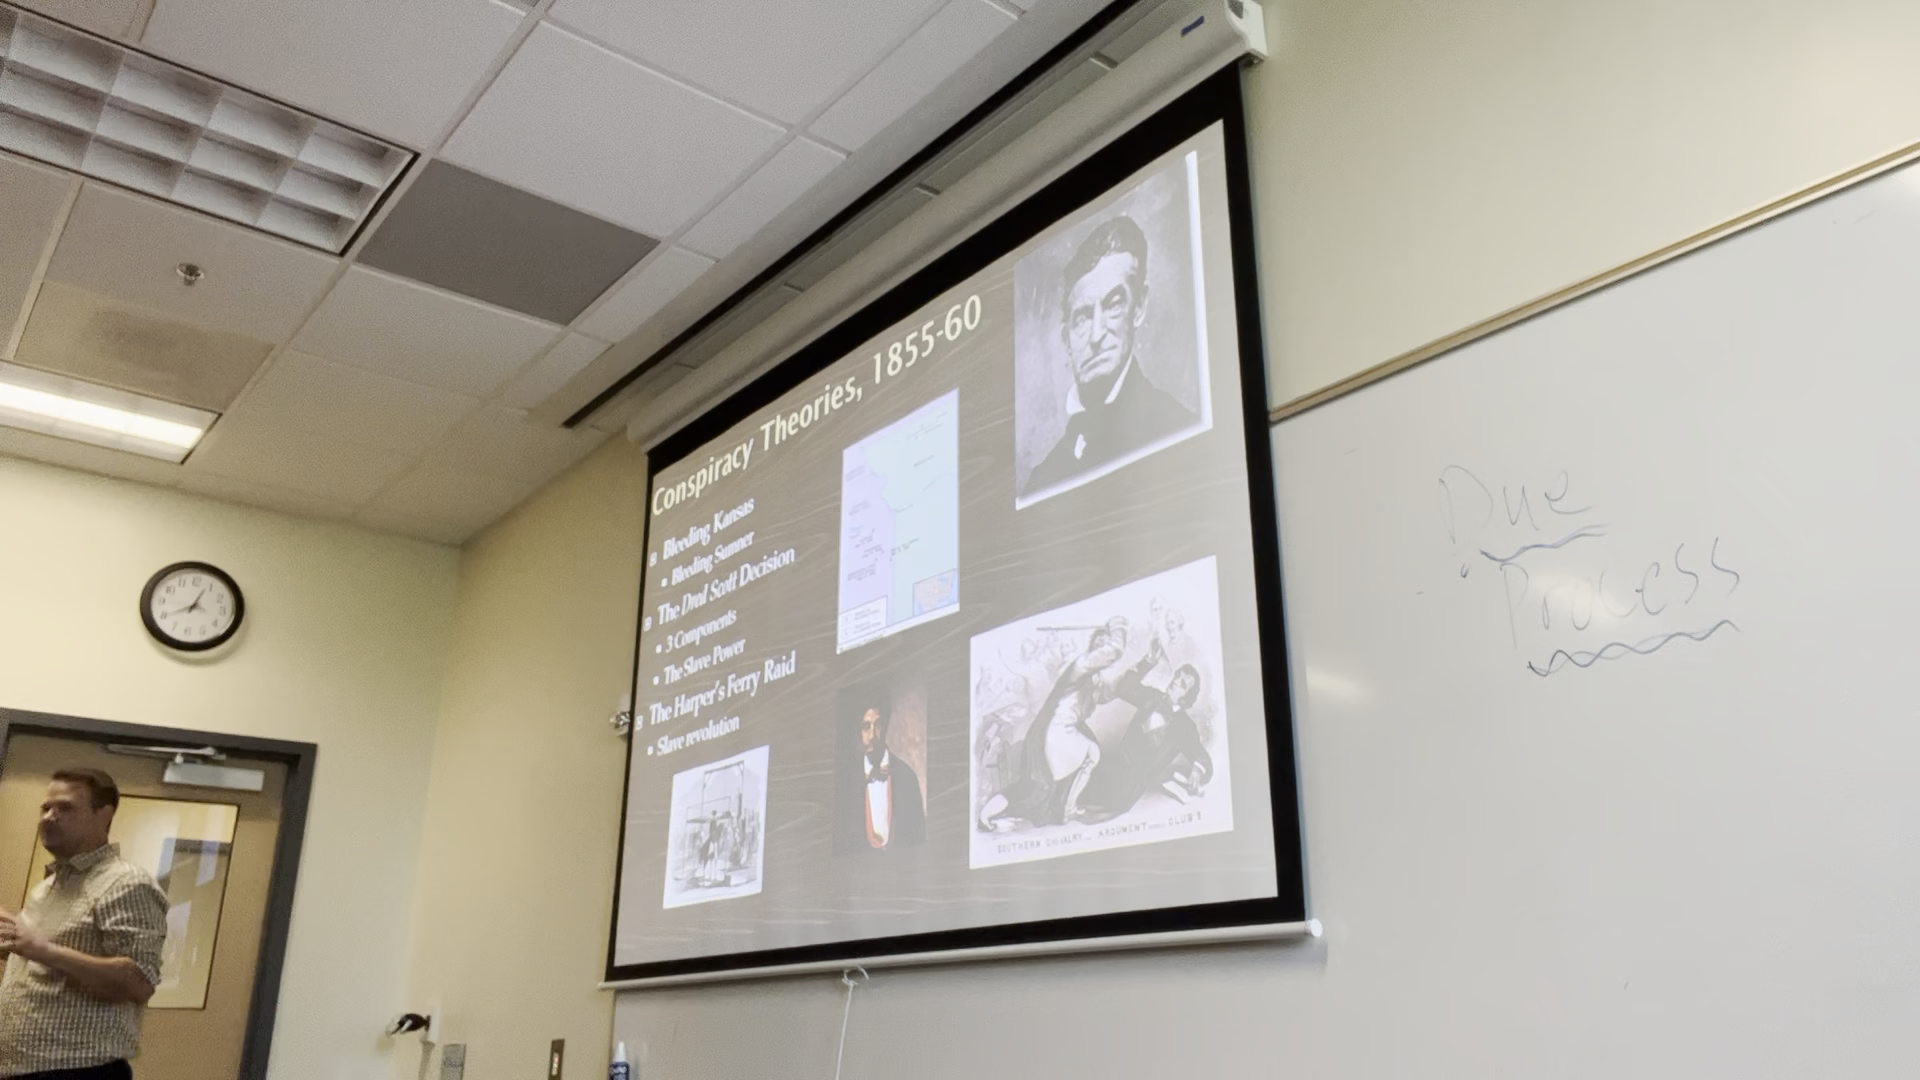 Conspiracy Theories, 1855-60
Bleeding Kansas
Bleeding Sumner
The Dred Scott Decision
3 Components
The Slave Power
The Harper's Ferry Raid
Slave revolution
SOUTHERN CHIVALRY _ ARGUMENT VERSUS CLUB'S
Due
Process